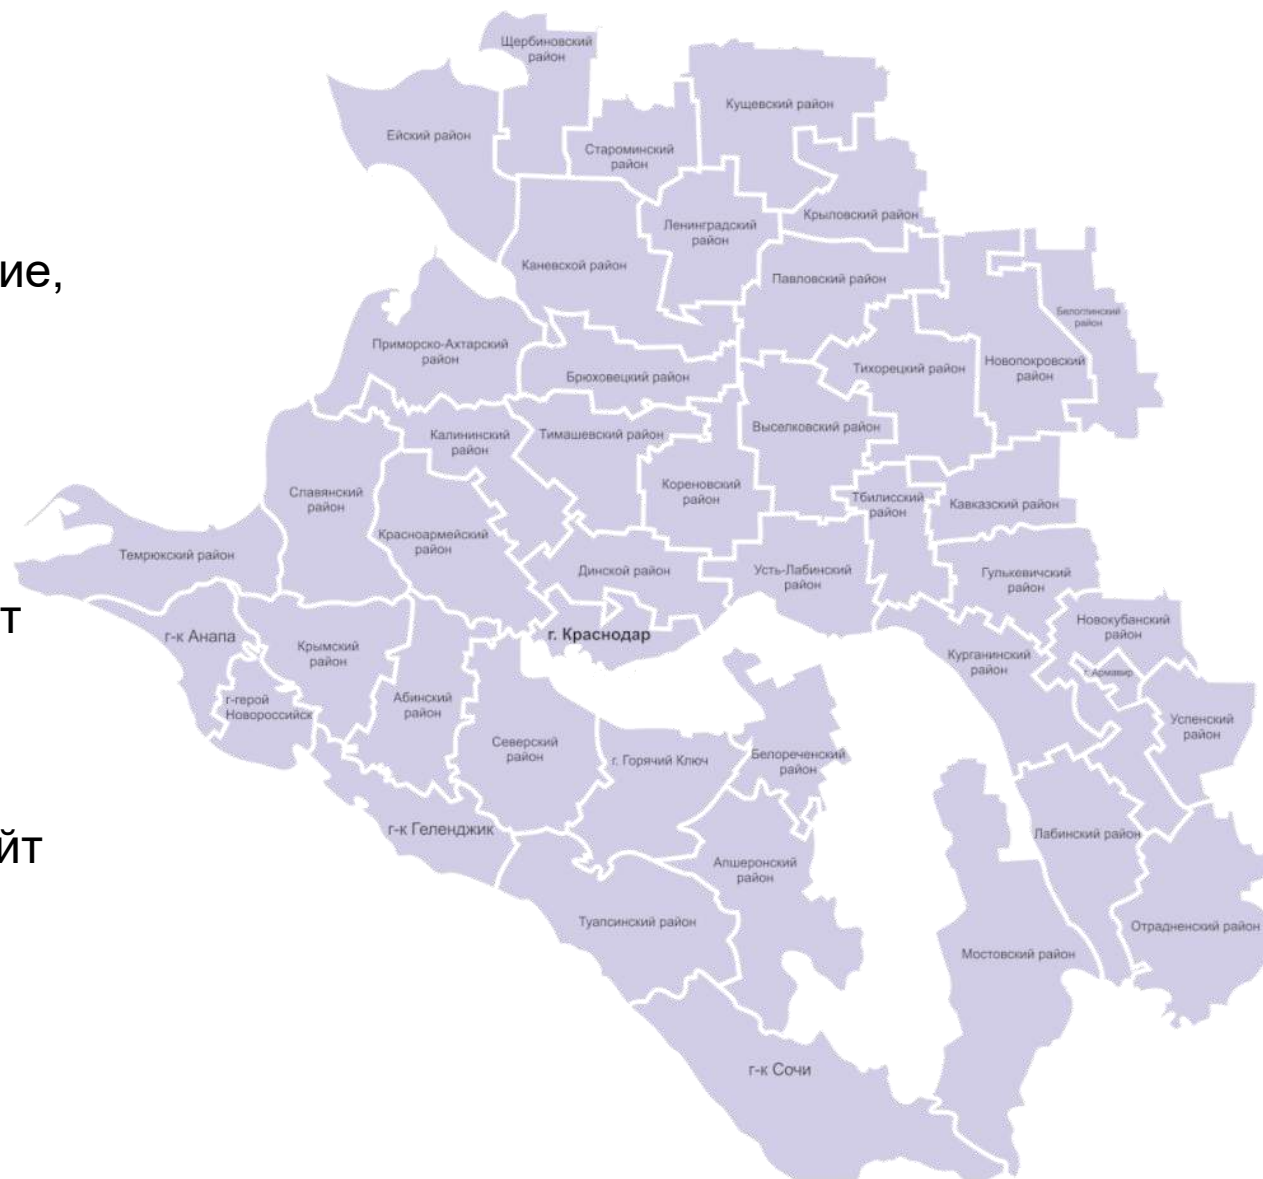 Щербиновский
район
Кущевский район
Ейский район
Староминский
район
Крыловский район
Ленинградский
район
ие,
Каневской район
Павловский район
Белоглинский
район
Приморско-Ахтарский
район
Новопокровский
район
Тихорецкий район
Брюховецкий район
Выселковский район
Калининский
район
Тимашевский район
Славянский
район
Кореновский
район
Тбилисский
район
Кавказский район
Красноармейский
район
Темрюкский район
Динской район
Усть-Лабинский
район
Гулькевичский
район
т
г-к Анапа
г. Краснодар
Новокубанский
район
Крымский
район
Курганинский
район
г. Армавир
Абинский
район
г-герой
Новороссийск
Успенский
район
Северский
район
г. Горячий Ключ
Белореченский
район
йт
г-к Геленджик
Лабинский район
Апшеронский
район
Туапсинский район
Отрадненский район
Мостовский район
г-к Сочи